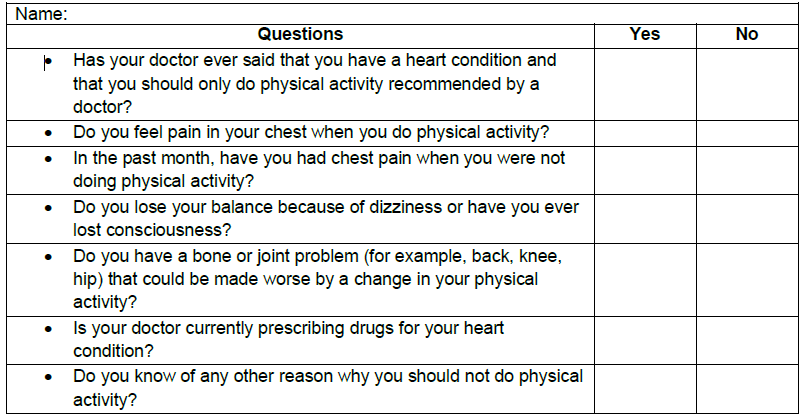 Name:
Questions Yes No
• Has your doctor ever said that you have a heart condition and
that you should only do physical activity recommended by a
doctor?
• Do you feel pain in your chest when you do physical activity?
• In the past month, have you had chest pain when you were not
doing physical activity?
• Do you lose your balance because of dizziness or have you ever
lost consciousness?
• Do you have a bone or joint problem (for example, back, knee,
hip) that could be made worse by a change in your physical
activity?
• Is your doctor currently prescribing drugs for your heart
condition?
• Do you know of any other reason why you should not do physical
activity?